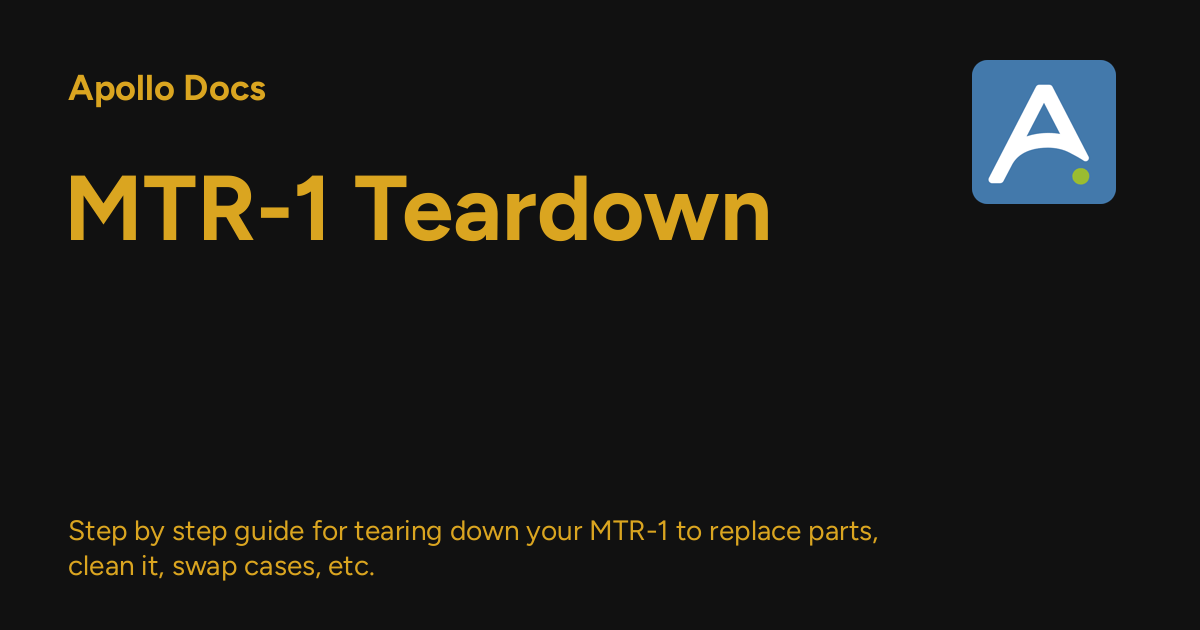 Apollo Docs
MTR-1 Teardown
Step by step guide for tearing down your MTR-1 to replace parts,
clean it, swap cases, etc.